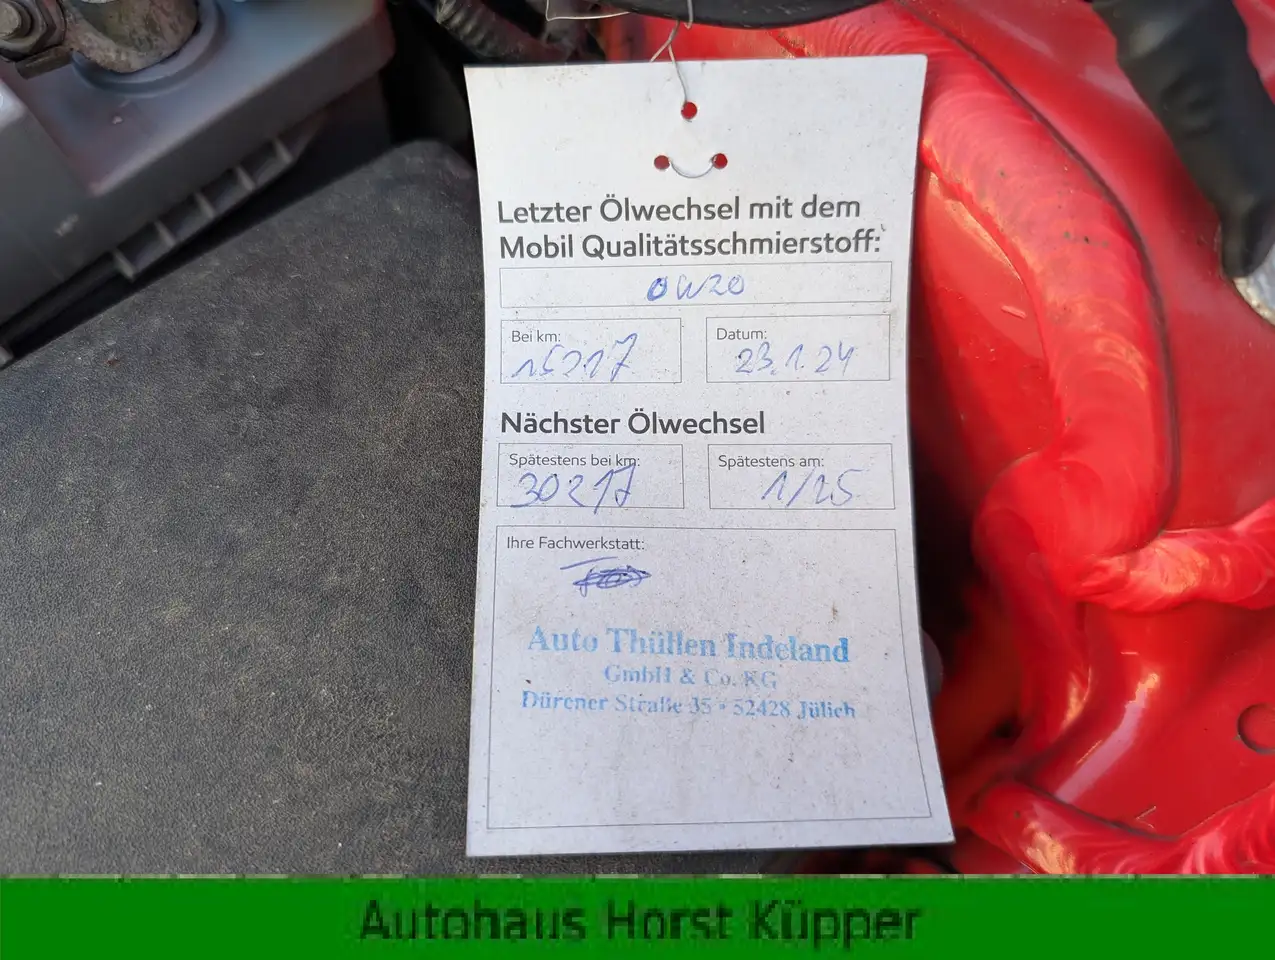 Letzter Ölwechsel mit dem
Mobil Qualitätsschmierstoff:
0W20
Bei km:
15217
Datum:
23.1.24
Nächster Ölwechsel
Spätestens bei km:
30217
Spätestens am:
1/25
Ihre Fachwerkstatt:
Auto Thüllen Indeland
GmbH & Co. KG
Dürener Straße 35 • 52428 Jülich
Autohaus Horst Küpper